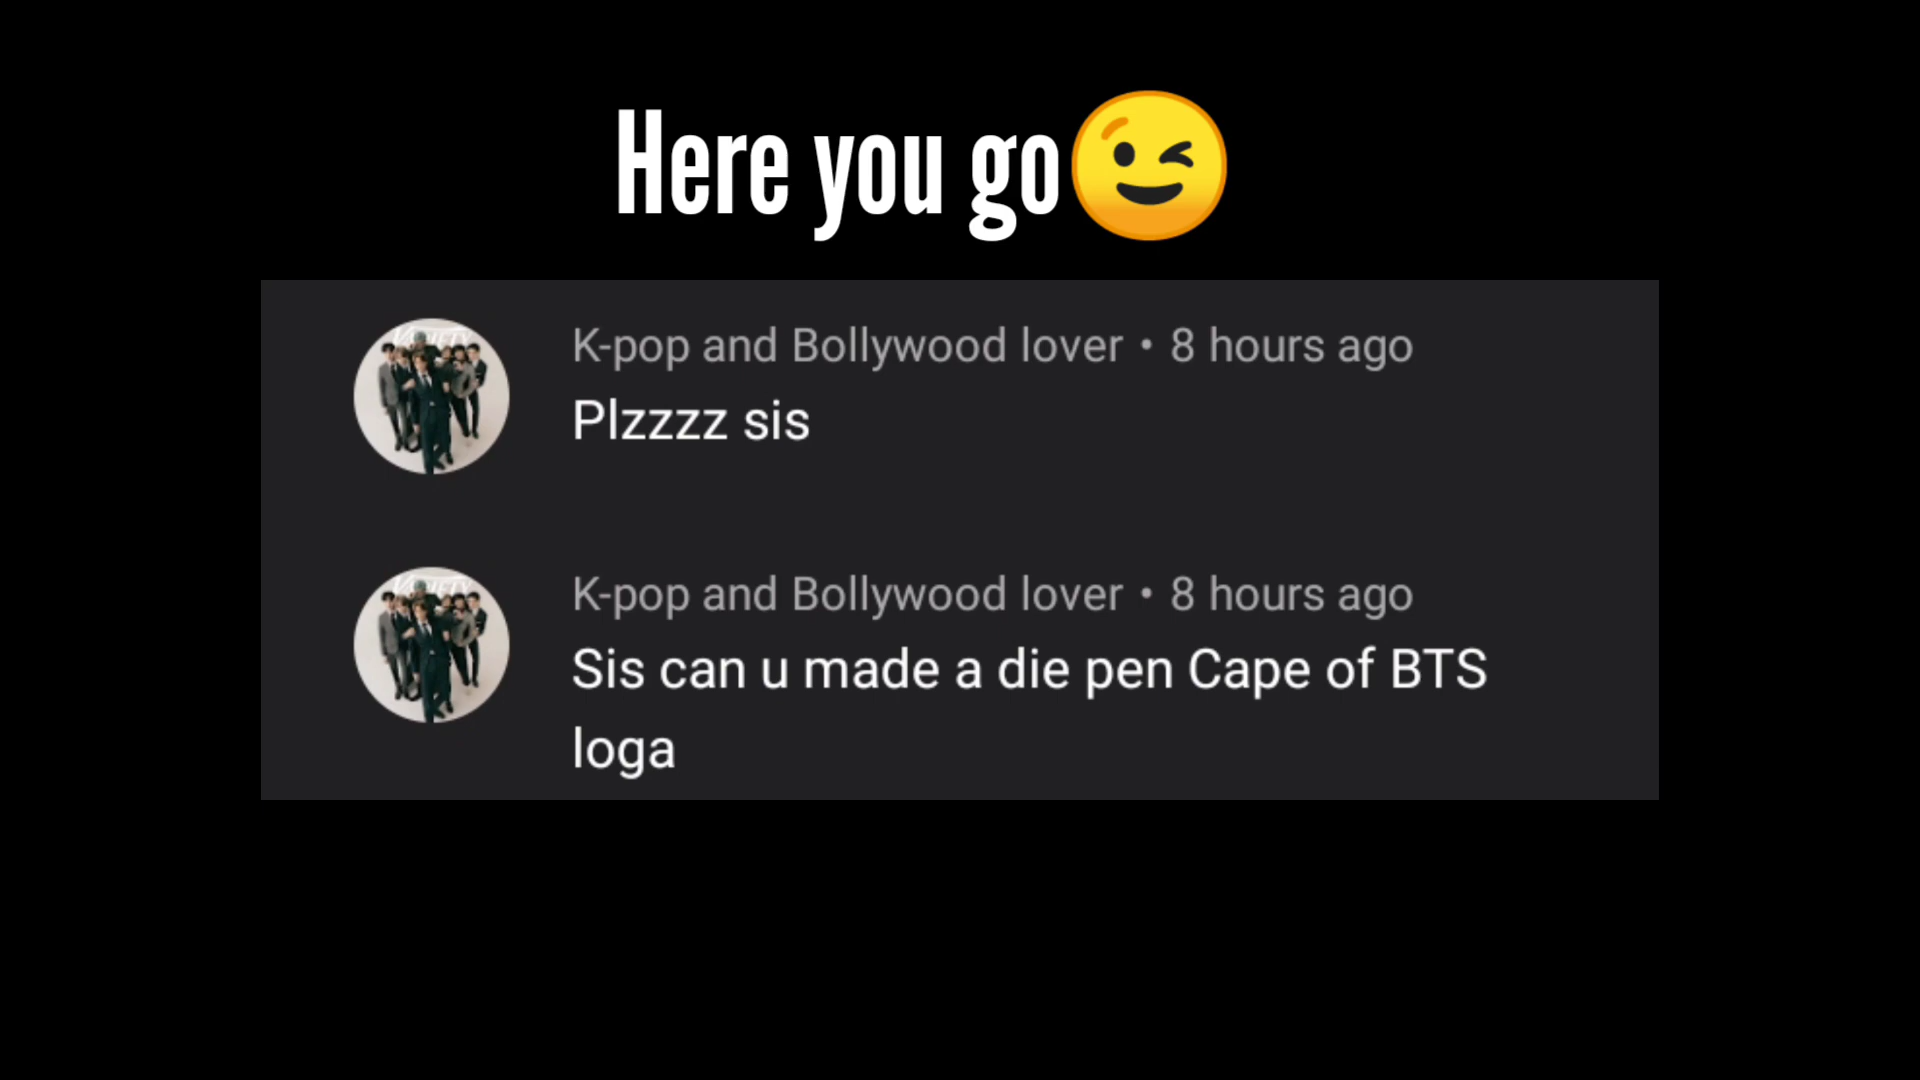 Here you go😉
K-pop and Bollywood lover • 8 hours ago
Plzzzz sis
K-pop and Bollywood lover • 8 hours ago
Sis can u made a die pen Cape of BTS
loga